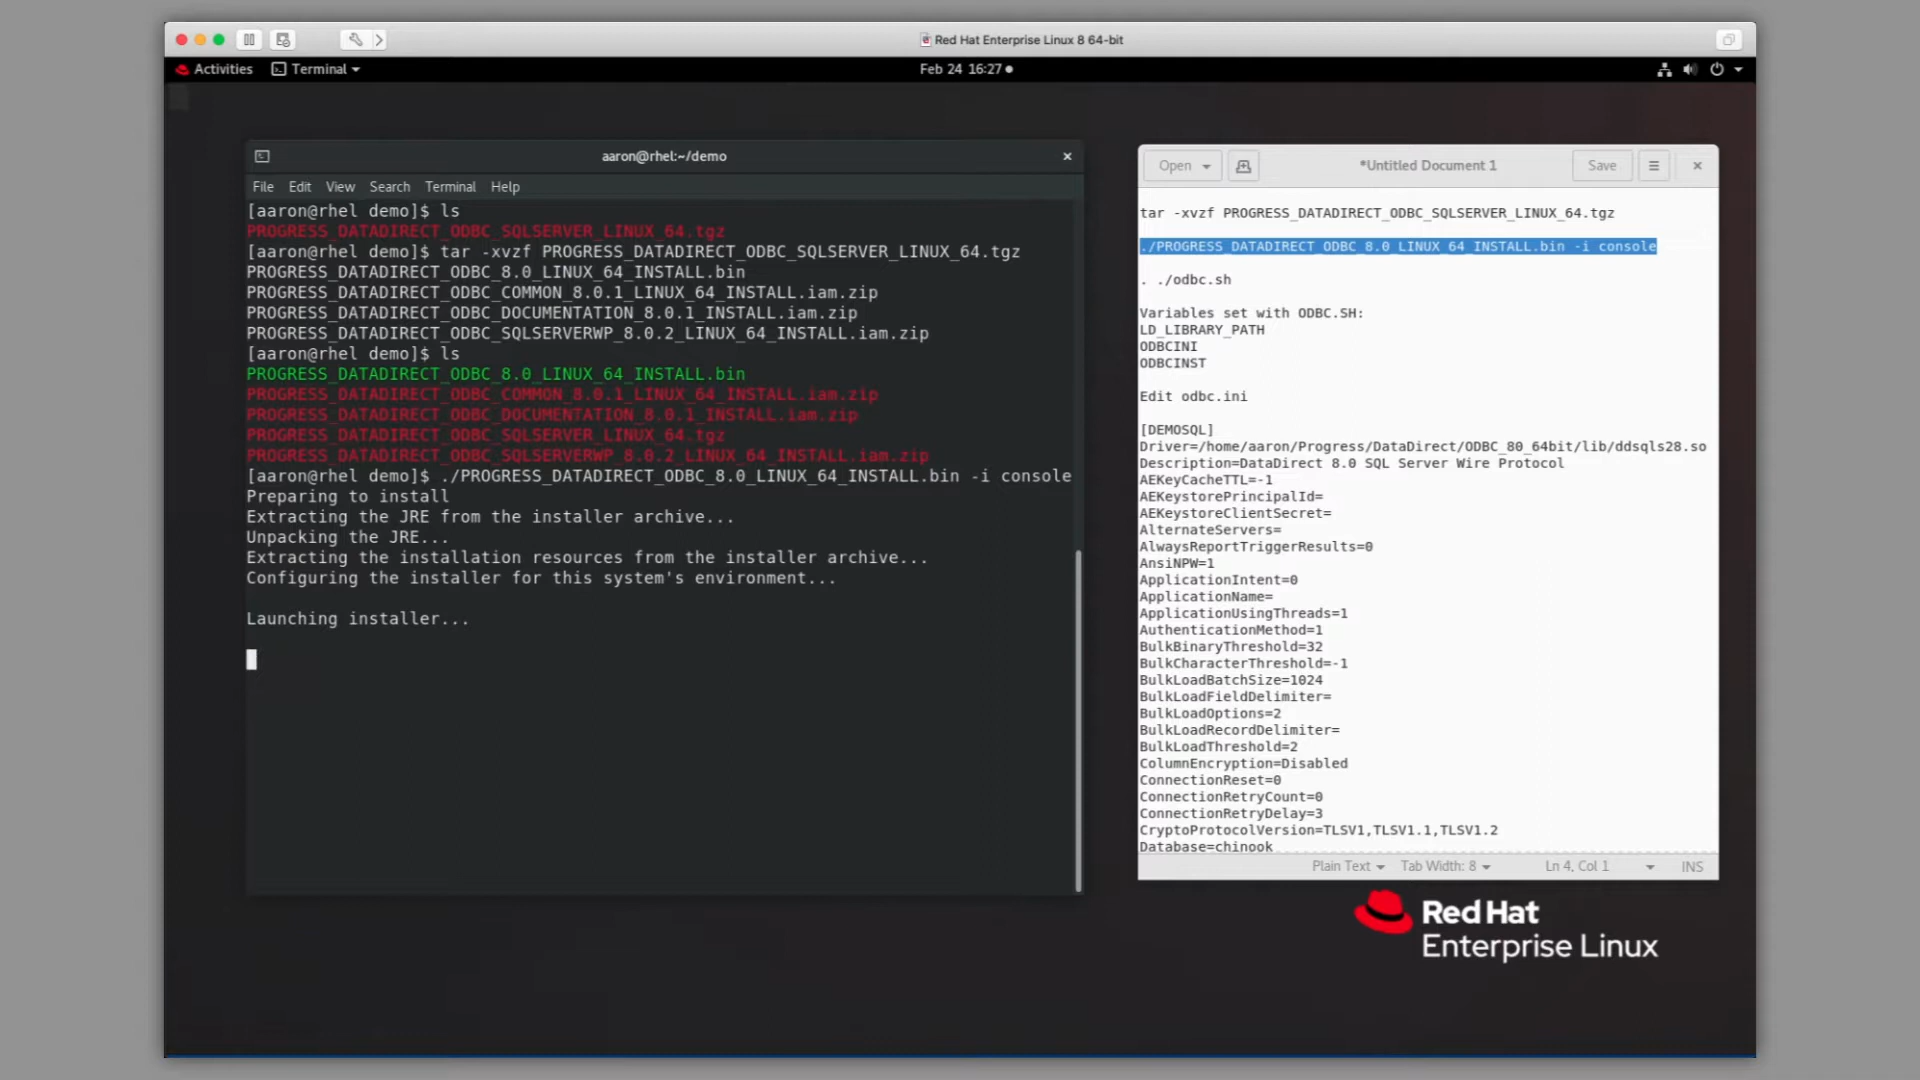 Red Hat Enterprise Linux 8 64-bit
Activities
Terminal
Feb 24 16:27
aaron@rhel:~/demo
File Edit View Search Terminal Help
[aaron@rhel demo]$ ls
PROGRESS_DATADIRECT_ODBC_SQLSERVER_LINUX_64.tgz
[aaron@rhel demo]$ tar -xvzf PROGRESS_DATADIRECT_ODBC_SQLSERVER_LINUX_64.tgz
PROGRESS_DATADIRECT_ODBC_8.0_LINUX_64_INSTALL.bin
PROGRESS_DATADIRECT_ODBC_COMMON_8.0.1_LINUX_64_INSTALL.iam.zip
PROGRESS_DATADIRECT_ODBC_DOCUMENTATION_8.0.1_INSTALL.iam.zip
PROGRESS_DATADIRECT_ODBC_SQLSERVERWP_8.0.2_LINUX_64_INSTALL.iam.zip
[aaron@rhel demo]$ ls
PROGRESS_DATADIRECT_ODBC_8.0_LINUX_64_INSTALL.bin
PROGRESS_DATADIRECT_ODBC_COMMON_8.0.1_LINUX_64_INSTALL.iam.zip
PROGRESS_DATADIRECT_ODBC_DOCUMENTATION_8.0.1_INSTALL.iam.zip
PROGRESS_DATADIRECT_ODBC_SQLSERVER_LINUX_64.tgz
PROGRESS_DATADIRECT_ODBC_SQLSERVERWP_8.0.2_LINUX_64_INSTALL.iam.zip
[aaron@rhel demo]$ ./PROGRESS_DATADIRECT_ODBC_8.0_LINUX_64_INSTALL.bin -i console
Preparing to install
Extracting the JRE from the installer archive...
Unpacking the JRE...
Extracting the installation resources from the installer archive...
Configuring the installer for this system's environment...
Launching installer...
Open
*Untitled Document 1
Save
tar -xvzf PROGRESS_DATADIRECT_ODBC_SQLSERVER_LINUX_64.tgz
./PROGRESS_DATADIRECT_ODBC_8.0_LINUX_64_INSTALL.bin -i console
. ./odbc.sh
Variables set with ODBC.SH:
LD_LIBRARY_PATH
ODBCINI
ODBCINST
Edit odbc.ini
[DEMOSQL]
Driver=/home/aaron/Progress/DataDirect/ODBC_80_64bit/lib/ddsqls28.so
Description=DataDirect 8.0 SQL Server Wire Protocol
AEKeyCacheTTL=-1
AEKeystorePrincipalId=
AEKeystoreClientSecret=
AlternateServers=
AlwaysReportTriggerResults=0
AnsiNPW=1
ApplicationIntent=0
ApplicationName=
ApplicationUsingThreads=1
AuthenticationMethod=1
BulkBinaryThreshold=32
BulkCharacterThreshold=-1
BulkLoadBatchSize=1024
BulkLoadFieldDelimiter=
BulkLoadOptions=2
BulkLoadRecordDelimiter=
BulkLoadThreshold=2
ColumnEncryption=Disabled
ConnectionReset=0
ConnectionRetryCount=0
ConnectionRetryDelay=3
CryptoProtocolVersion=TLSV1,TLSV1.1,TLSV1.2
Database=chinook
Plain Text Tab Width: 8 Ln 4, Col 1 INS
Red Hat
Enterprise Linux